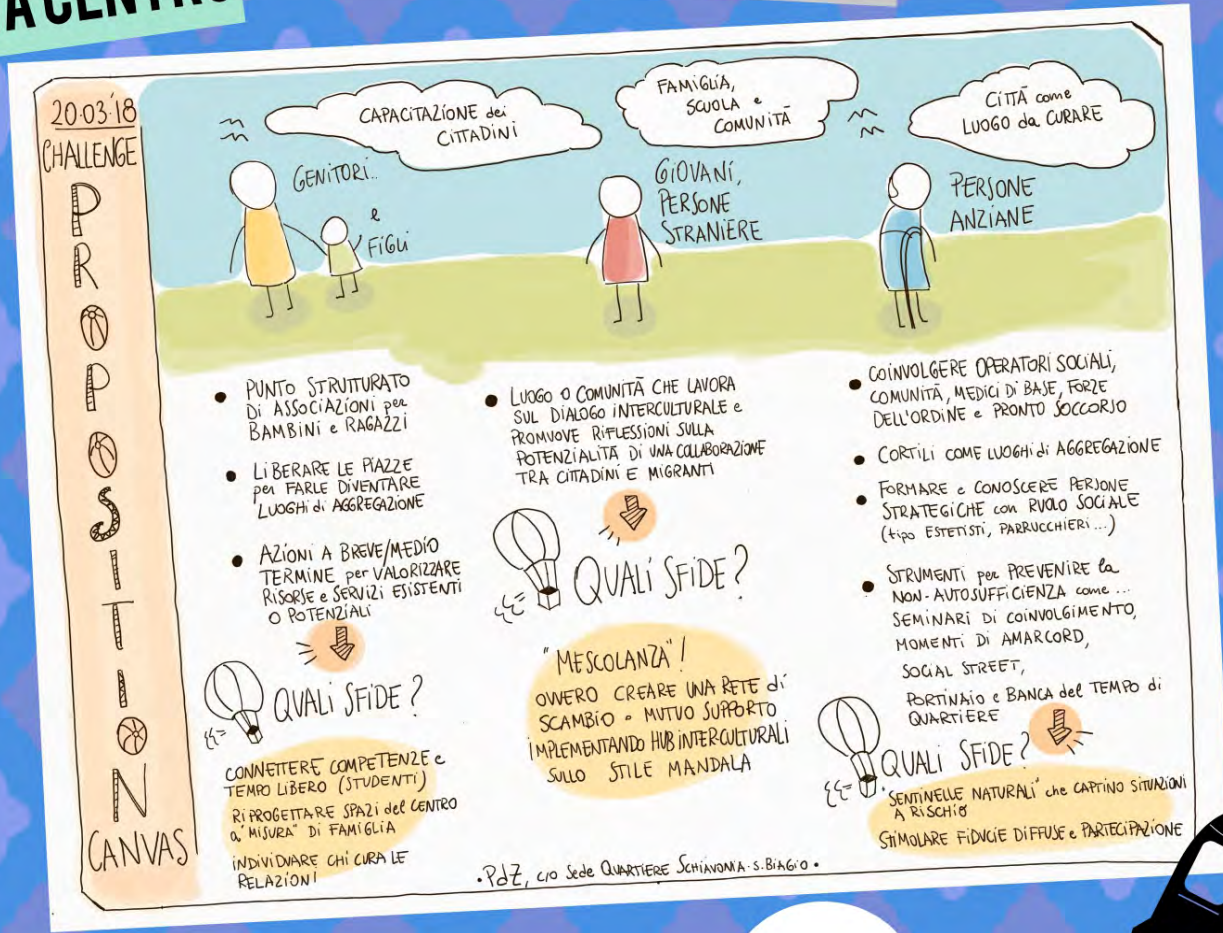 A CENTRO
20.03.'18
CHALLENGE
PROPOSITION
CANVAS
CAPACITAZIONE dei
CITTADINI
FAMIGLIA,
SCUOLA e
COMUNITÀ
CITTÀ come
LUOGO da CURARE
GENITORI..
e
FIGLI
GIOVANI,
PERSONE
STRANIERE
PERSONE
ANZIANE
• PUNTO STRUTTURATO
DI ASSOCIAZIONI per
BAMBINI e RAGAZZI
• LIBERARE LE PIAZZE
per FARLE DIVENTARE
LUOGHI di AGGREGAZIONE
• AZIONI A BREVE/MEDIO
TERMINE per VALORIZZARE
RISORSE e SERVIZI ESISTENTI
O POTENZIALI
QUALI SFIDE?
CONNETTERE COMPETENZE e
TEMPO LIBERO (STUDENTI)
RIPROGETTARE SPAZI del CENTRO
a "MISURA" DI FAMIGLIA
INDIVIDUARE CHI CURA LE
RELAZIONI
• LUOGO O COMUNITÀ CHE LAVORA
SUL DIALOGO INTERCULTURALE e
PROMUOVE RIFLESSIONI SULLA
POTENZIALITÀ DI UNA COLLABORAZIONE
TRA CITTADINI E MIGRANTI
QUALI SFIDE?
"MESCOLANZA"!
OVVERO CREARE UNA RETE di
SCAMBIO e MUTUO SUPPORTO
IMPLEMENTANDO HUB INTERCULTURALI
SULLO STILE MANDALA
• COINVOLGERE OPERATORI SOCIALI,
COMUNITÀ, MEDICI DI BASE, FORZE
DELL'ORDINE e PRONTO SOCCORSO
• CORTILI COME LUOGHI di AGGREGAZIONE
• FORMARE e CONOSCERE PERSONE
STRATEGICHE con RUOLO SOCIALE
(tipo ESTETISTI, PARRUCCHIERI...)
• STRUMENTI per PREVENIRE la
NON-AUTOSUFFICIENZA come ...
SEMINARI DI COINVOLGIMENTO,
MOMENTI DI AMARCORD,
SOCIAL STREET,
PORTINAIO e BANCA del TEMPO di
QUARTIERE
QUALI SFIDE?
"SENTINELLE NATURALI" che CAPTINO SITUAZIONI
A RISCHIO
STIMOLARE FIDUCIE DIFFUSE e PARTECIPAZIONE
• PdZ, c/o Sede QUARTIERE SCHIAVONIA-S.BIAGIO •